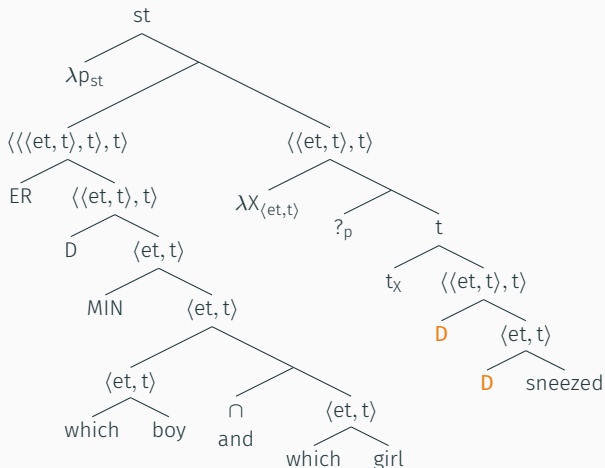 st
λp_st
⟨⟨⟨et, t⟩, t⟩, t⟩ ⟨⟨et, t⟩, t⟩
ER ⟨⟨et, t⟩, t⟩ λX_⟨et,t⟩
?_p t
D ⟨et, t⟩
t_X ⟨⟨et, t⟩, t⟩
MIN ⟨et, t⟩
D ⟨et, t⟩
⟨et, t⟩ ∩ ⟨et, t⟩ D sneezed
which boy and
which girl